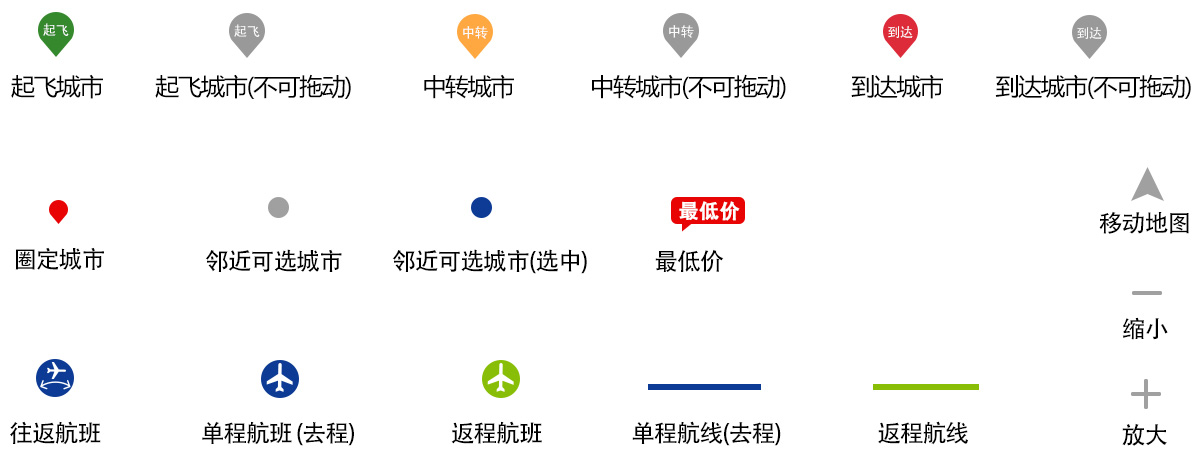 起飞 起飞 中转 中转 到达 到达
起飞城市 起飞城市(不可拖动) 中转城市 中转城市(不可拖动) 到达城市 到达城市(不可拖动)
最低价
移动地图
圈定城市 邻近可选城市 邻近可选城市(选中) 最低价
缩小
往返航班 单程航班 (去程) 返程航班 单程航线(去程) 返程航线 放大